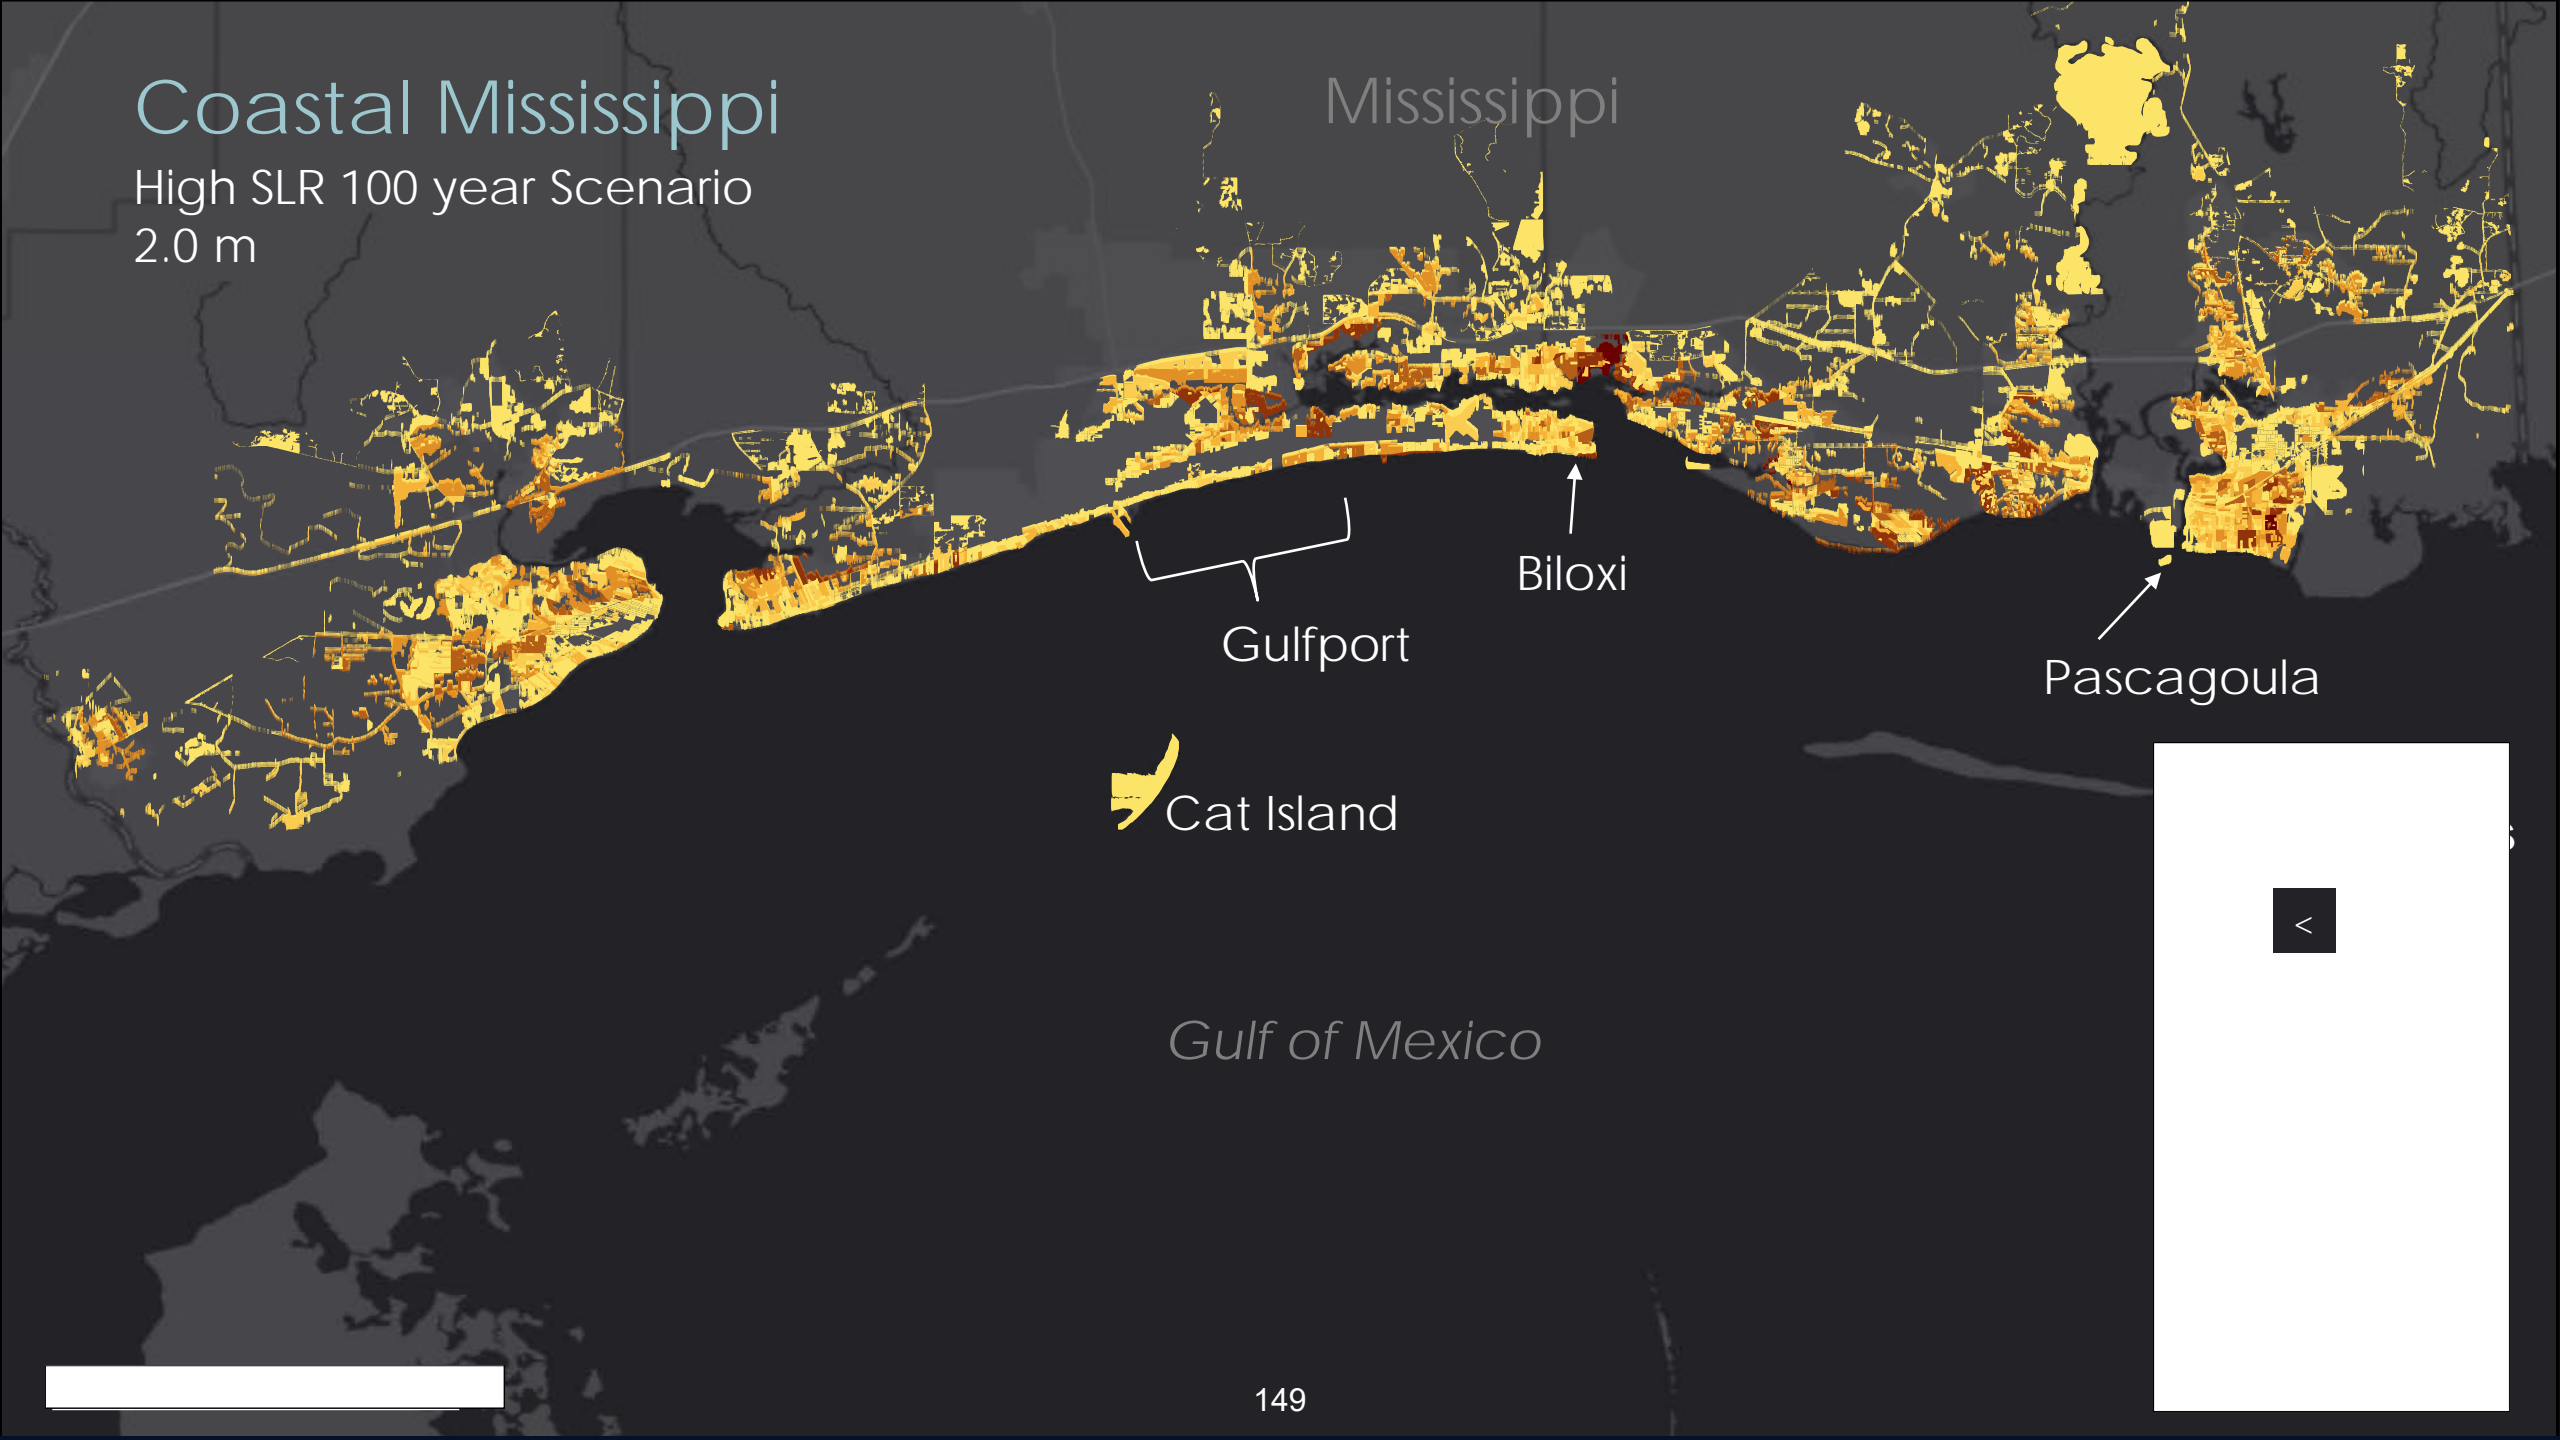 Coastal Mississippi
High SLR 100 year Scenario
2.0 m
Mississippi
Biloxi
Gulfport
Pascagoula
Cat Island
<
Gulf of Mexico
149